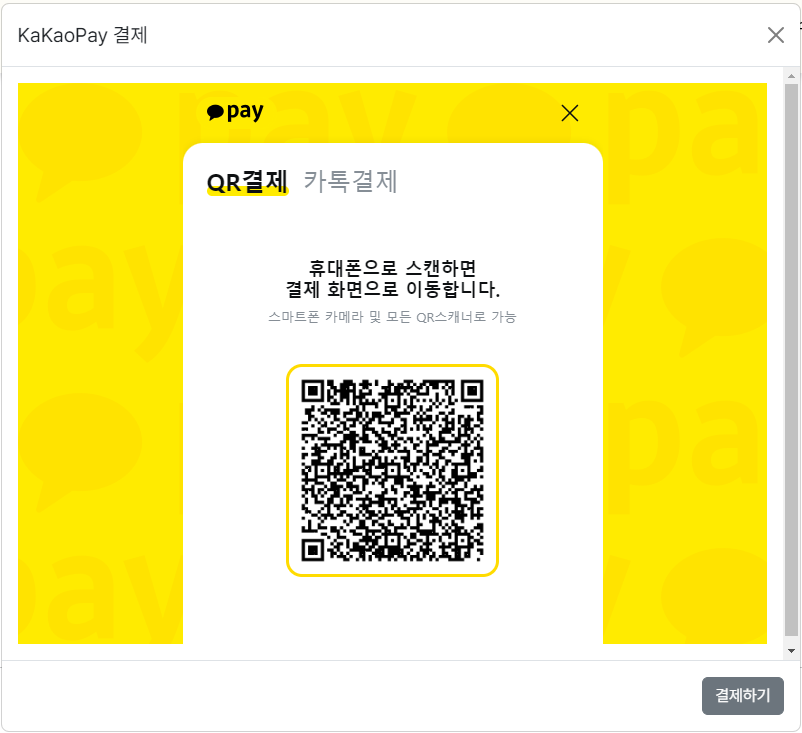 KaKaoPay 결제
pay
QR결제 카톡결제
휴대폰으로 스캔하면
결제 화면으로 이동합니다.
스마트폰 카메라 및 모든 QR스캐너로 가능
결제하기